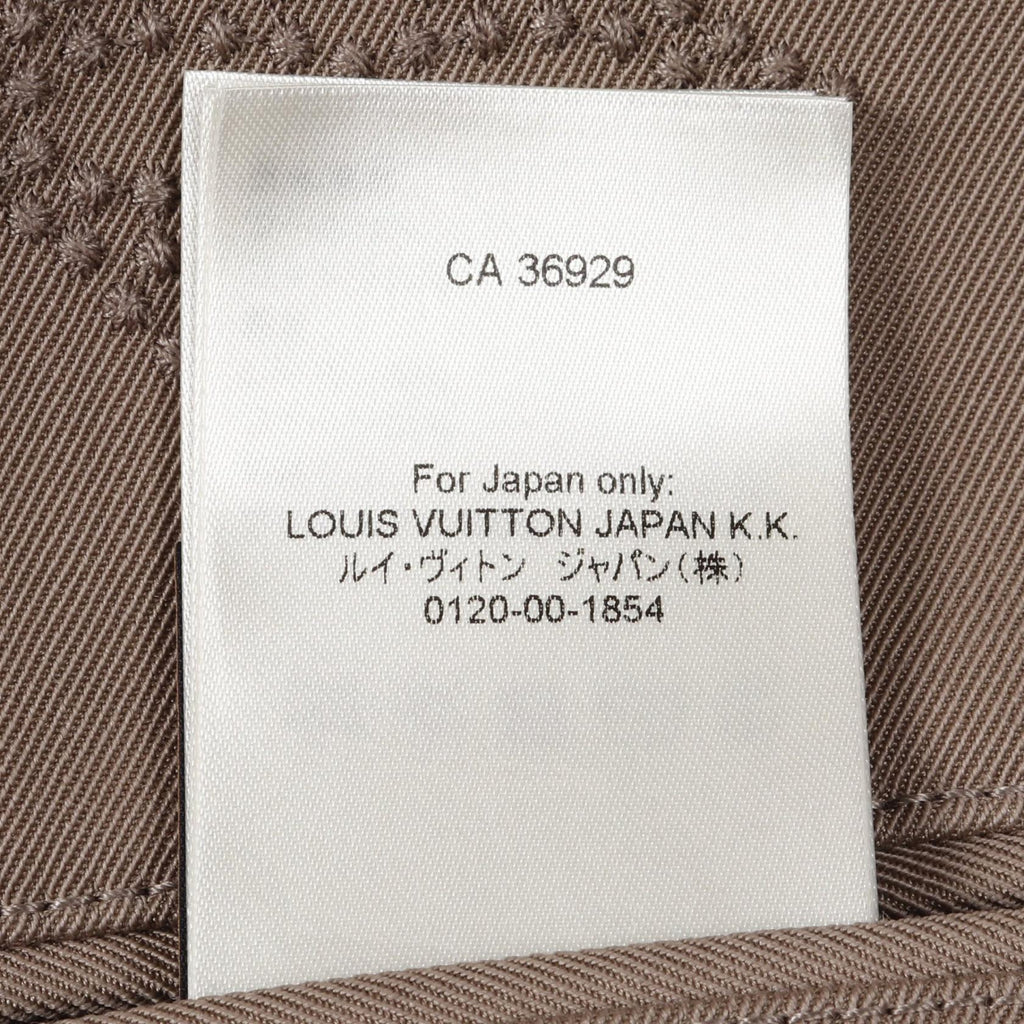 CA 36929
For Japan only:
LOUIS VUITTON JAPAN K.K.
ルイ・ヴィトン　ジャパン(株)
0120-00-1854